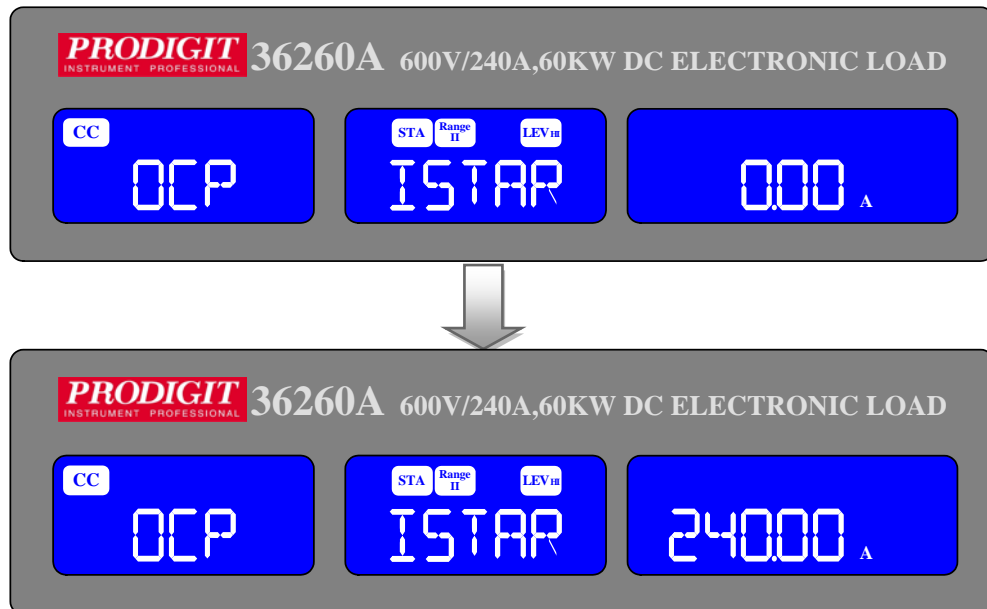 PRODIGIT
INSTRUMENT PROFESSIONAL
36260A 600V/240A,60KW DC ELECTRONIC LOAD
CC
OCP
STA Range II LEV HI
ISTAR
0.00 A
PRODIGIT
INSTRUMENT PROFESSIONAL
36260A 600V/240A,60KW DC ELECTRONIC LOAD
CC
OCP
STA Range II LEV HI
ISTAR
240.00 A